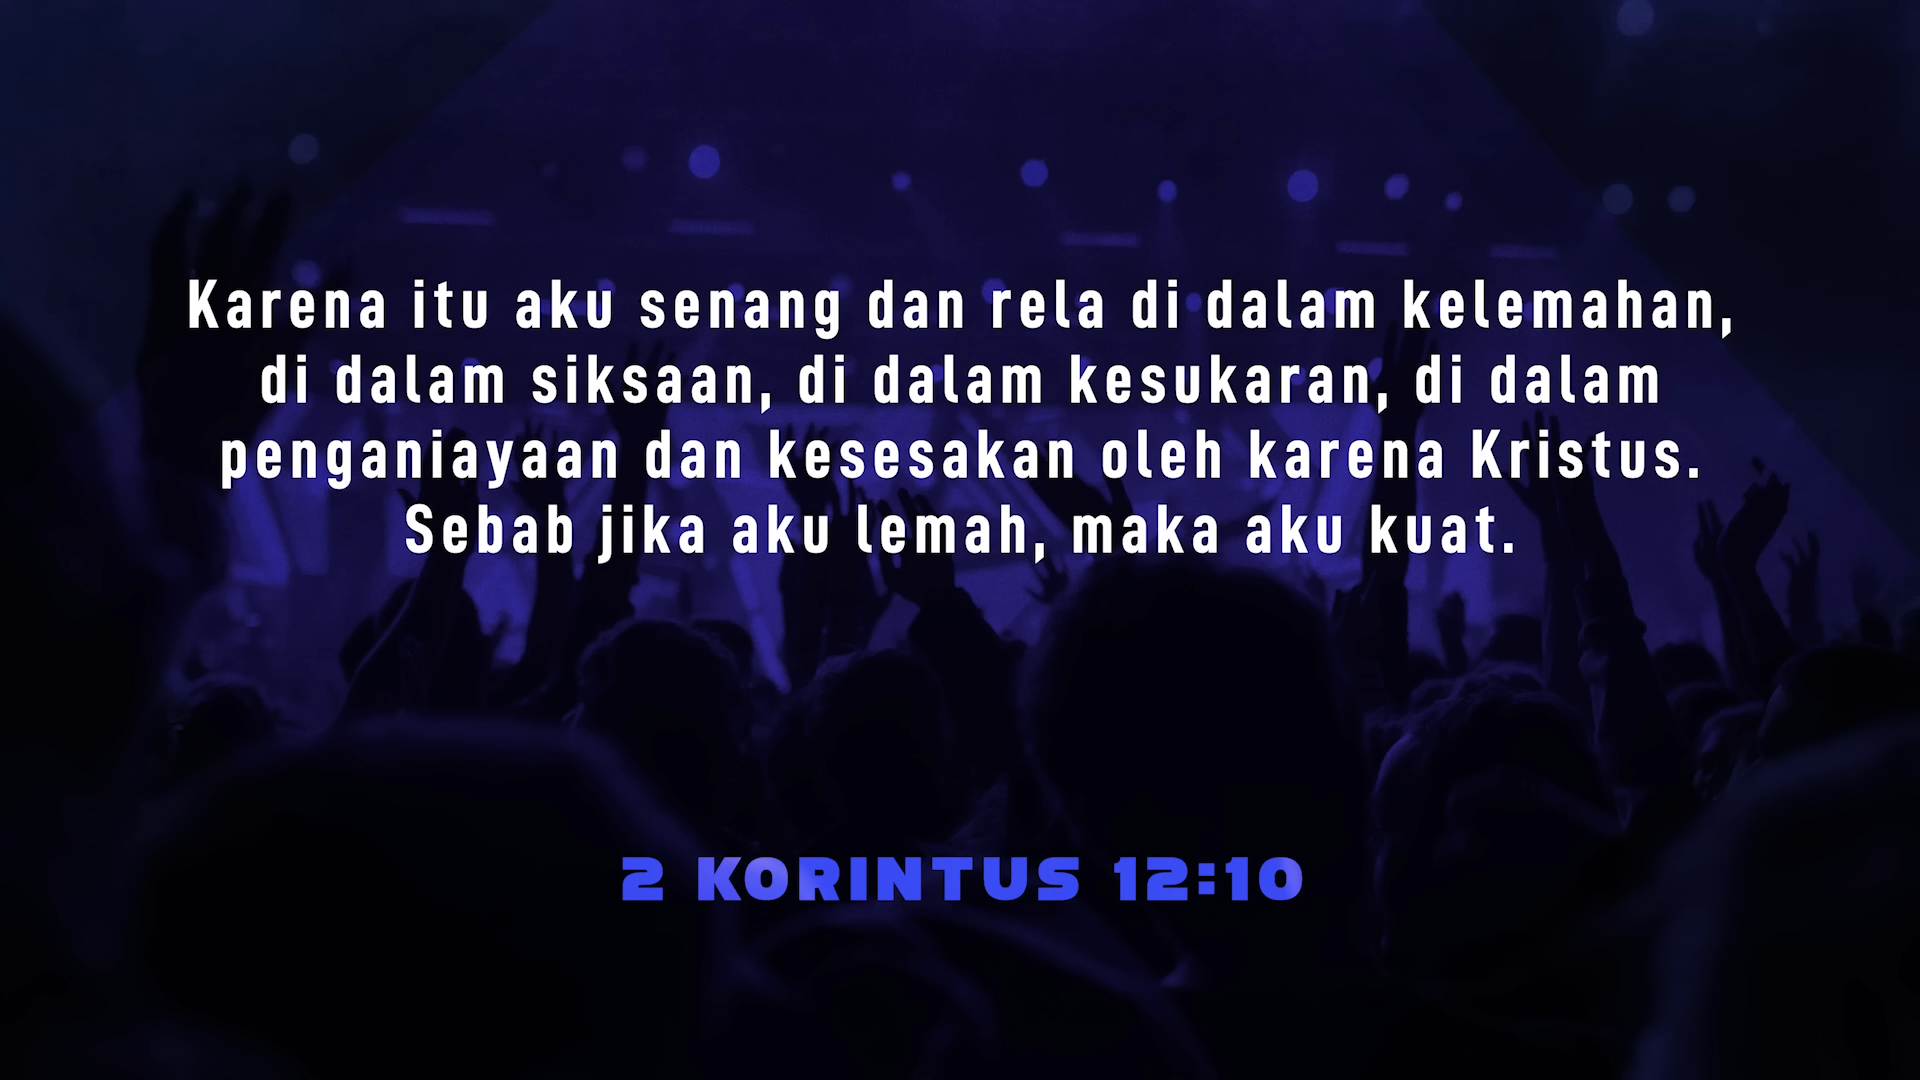 Karena itu aku senang dan rela di dalam kelemahan,
di dalam siksaan, di dalam kesukaran, di dalam
penganiayaan dan kesesakan oleh karena Kristus.
Sebab jika aku lemah, maka aku kuat.
2 KORINTUS 12:10